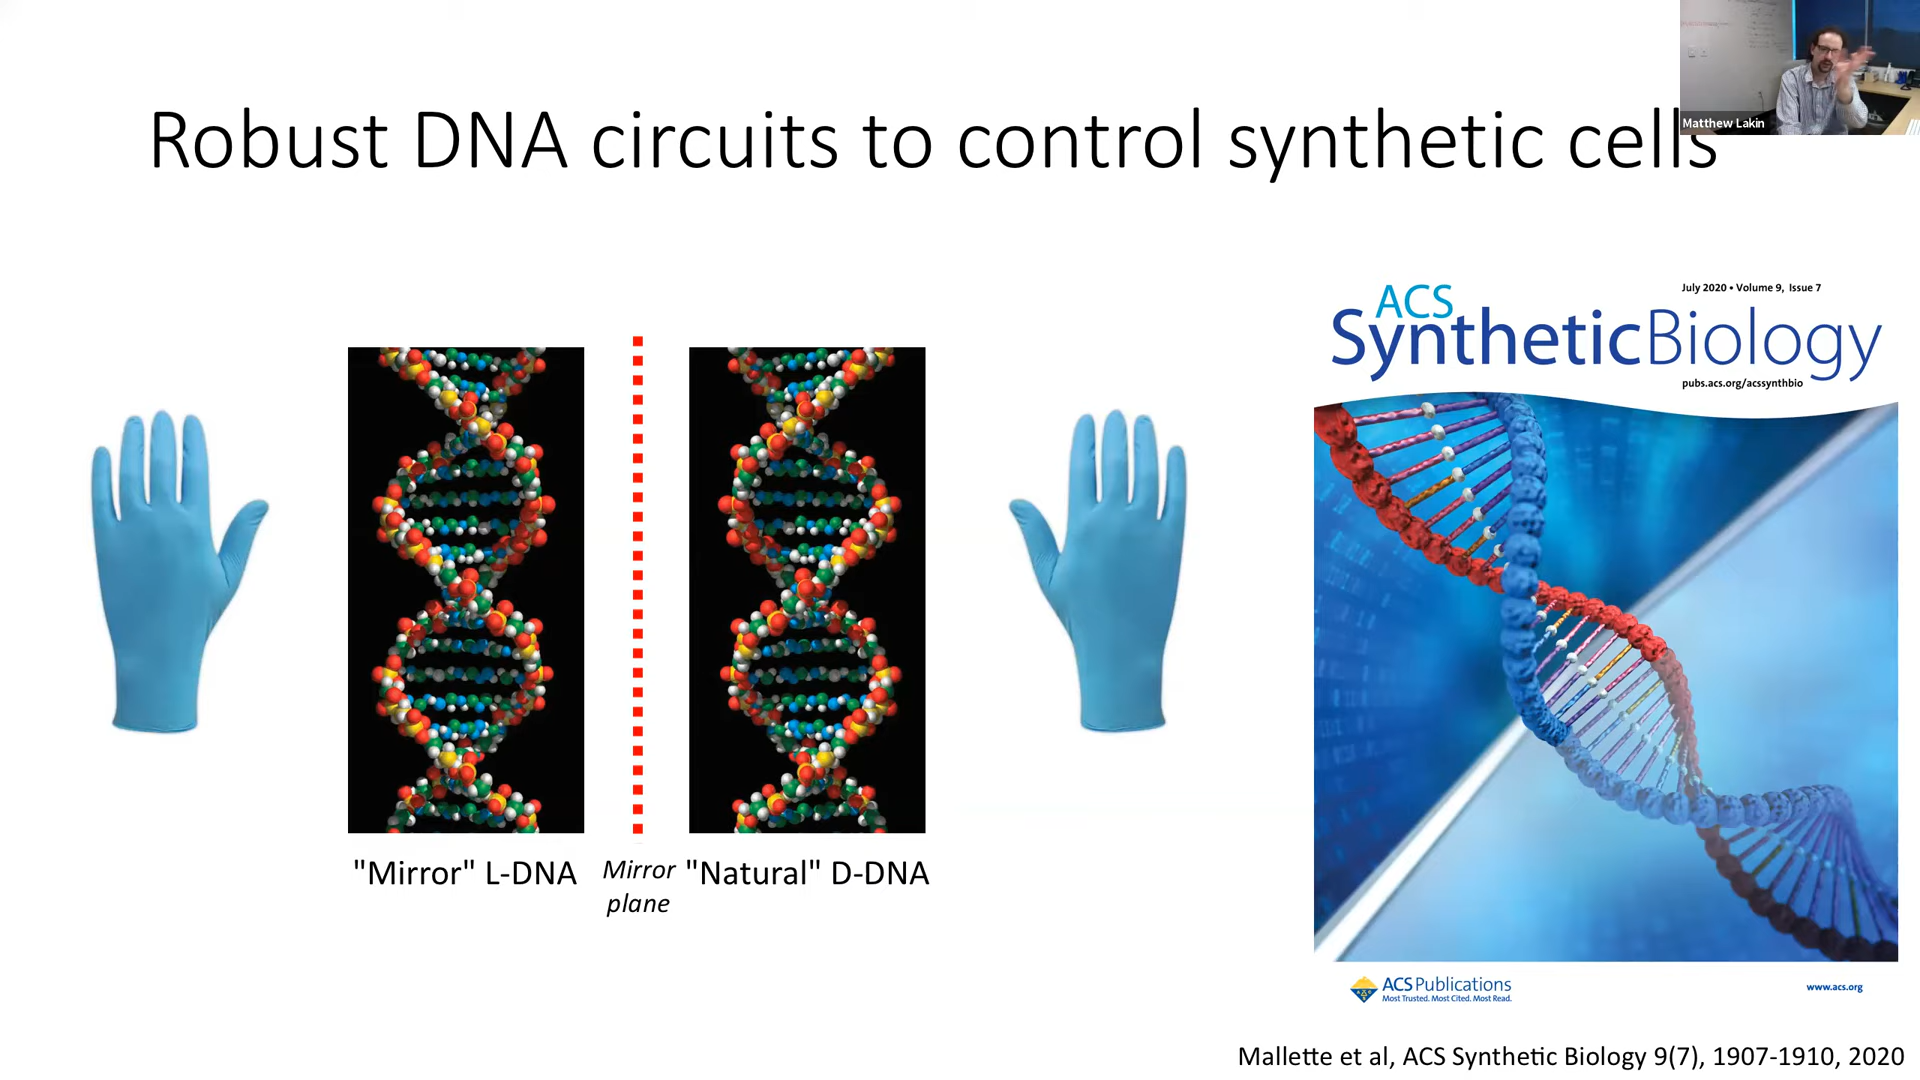 Robust DNA circuits to control synthetic cells
Matthew Lakin
"Mirror" L-DNA
Mirror
plane
"Natural" D-DNA
July 2020 • Volume 9, Issue 7
ACS
SyntheticBiology
pubs.acs.org/acssynthbio
ACS Publications
Most Trusted. Most Cited. Most Read.
www.acs.org
Mallette et al, ACS Synthetic Biology 9(7), 1907-1910, 2020